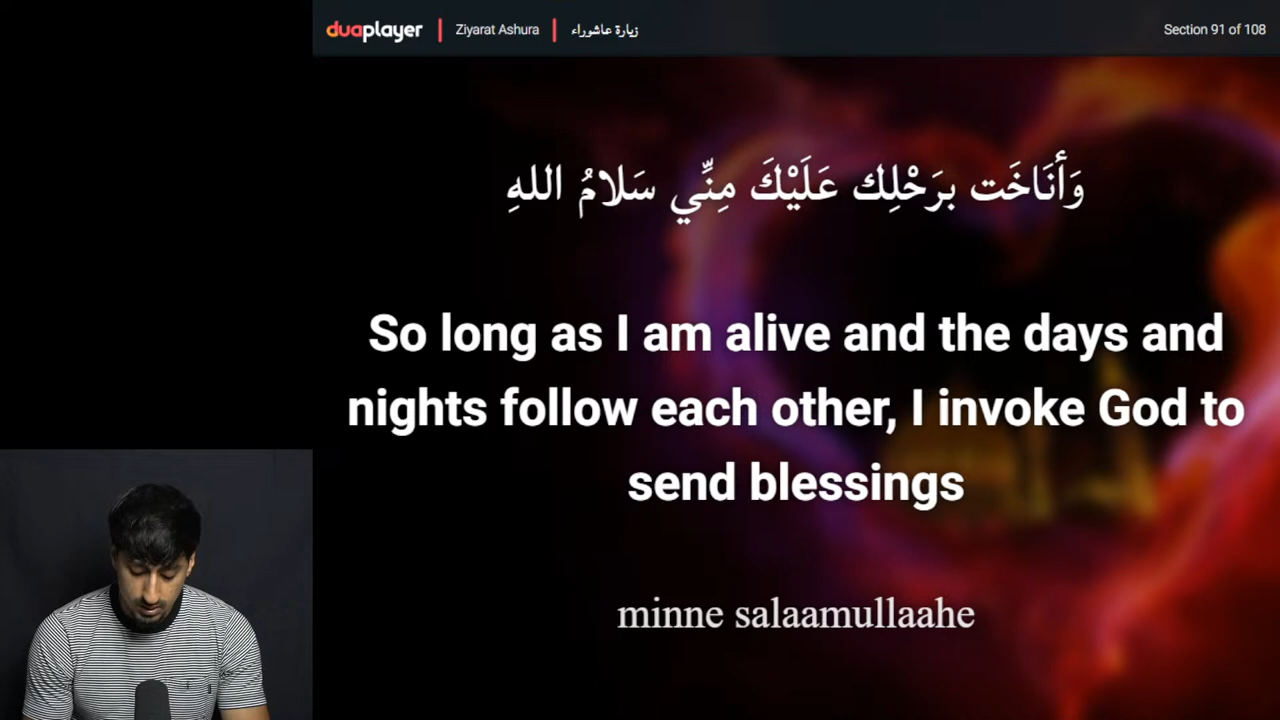 duaplayer | Ziyarat Ashura | زيارة عاشوراء
Section 91 of 108
وَأَنَاخَت برَحْلِك عَلَيْكَ مِنِّي سَلامُ اللهِ
So long as I am alive and the days and
nights follow each other, I invoke God to
send blessings
minne salaamullaahe